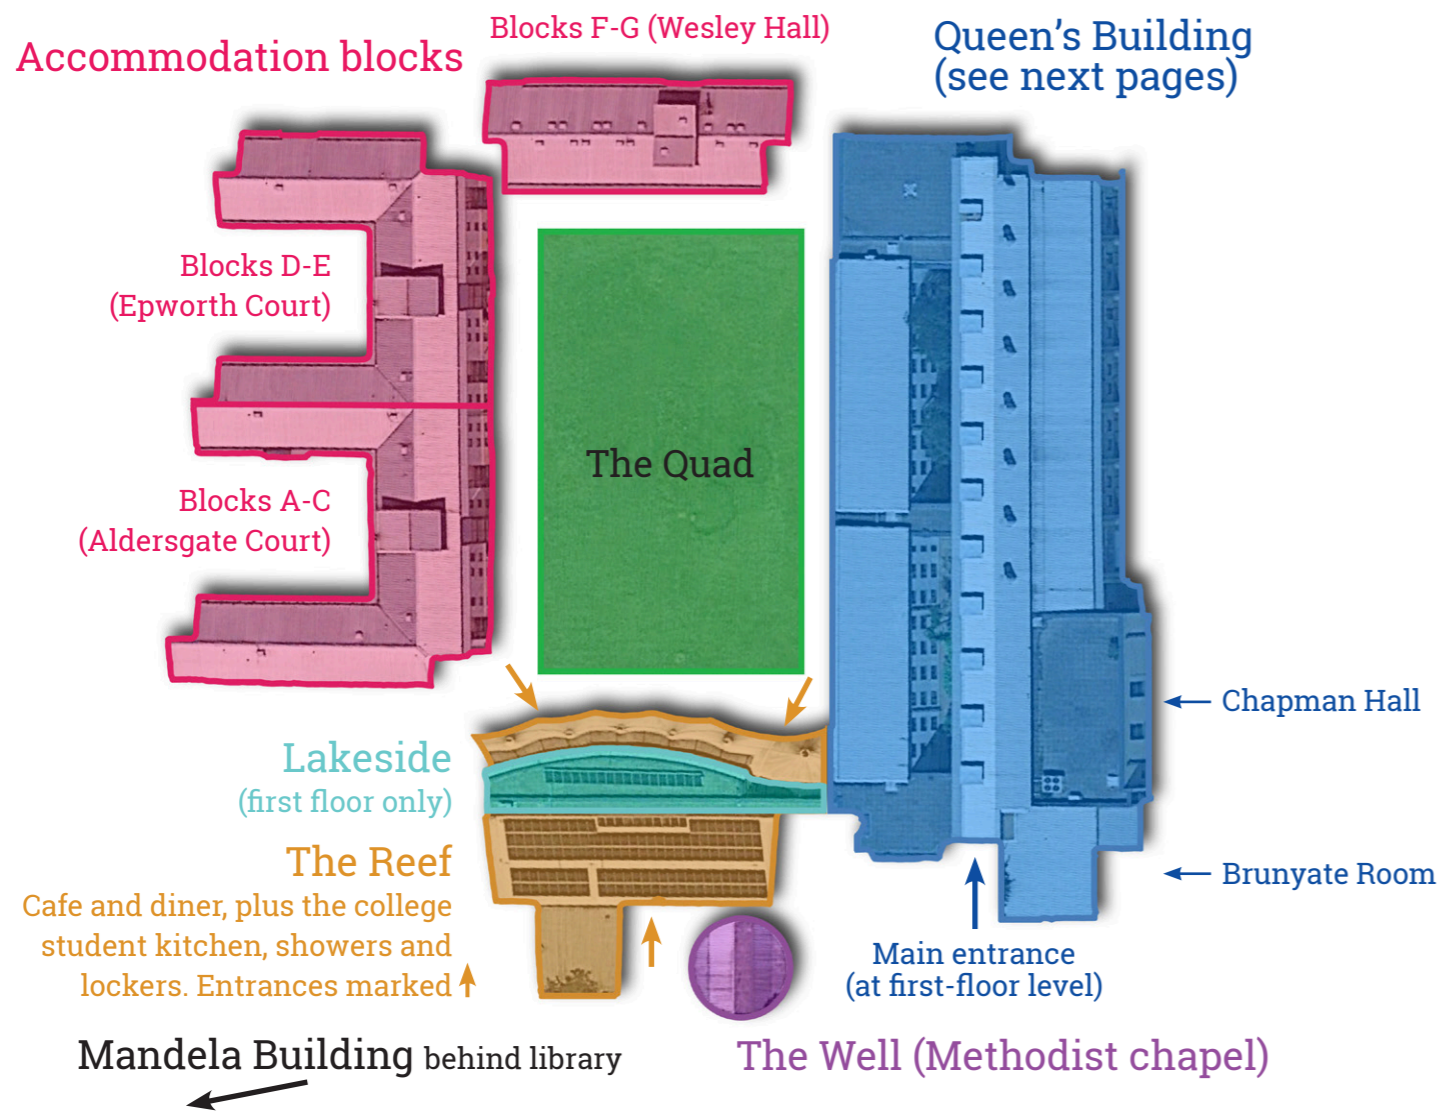 Blocks F-G (Wesley Hall)
Accommodation blocks
Queen's Building
(see next pages)
Blocks D-E
(Epworth Court)
The Quad
Blocks A-C
(Aldersgate Court)
Chapman Hall
Lakeside
(first floor only)
The Reef
Cafe and diner, plus the college
student kitchen, showers and
lockers. Entrances marked
Brunyate Room
Main entrance
(at first-floor level)
Mandela Building behind library
The Well (Methodist chapel)